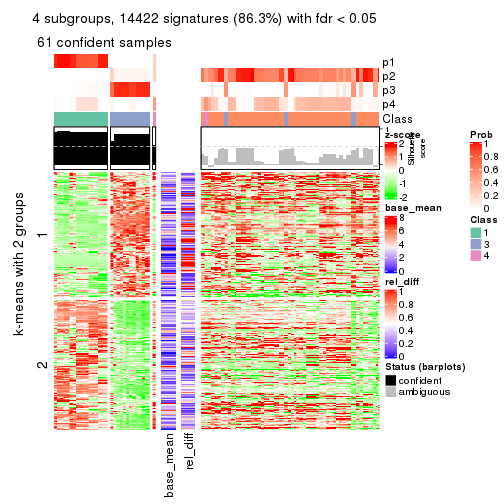 4 subgroups, 14422 signatures (86.3%) with fdr < 0.05
61 confident samples
p1
p2
p3
p4
Class
1
Silhouette score
k-means with 2 groups
1
2
base_mean
rel_diff
z-score
2
1
0
-1
-2
base_mean
8
6
4
2
0
rel_diff
1
0.8
0.6
0.4
0.2
0
Status (barplots)
confident
ambiguous
Prob
1
0.8
0.6
0.4
0.2
0
Class
1
3
4